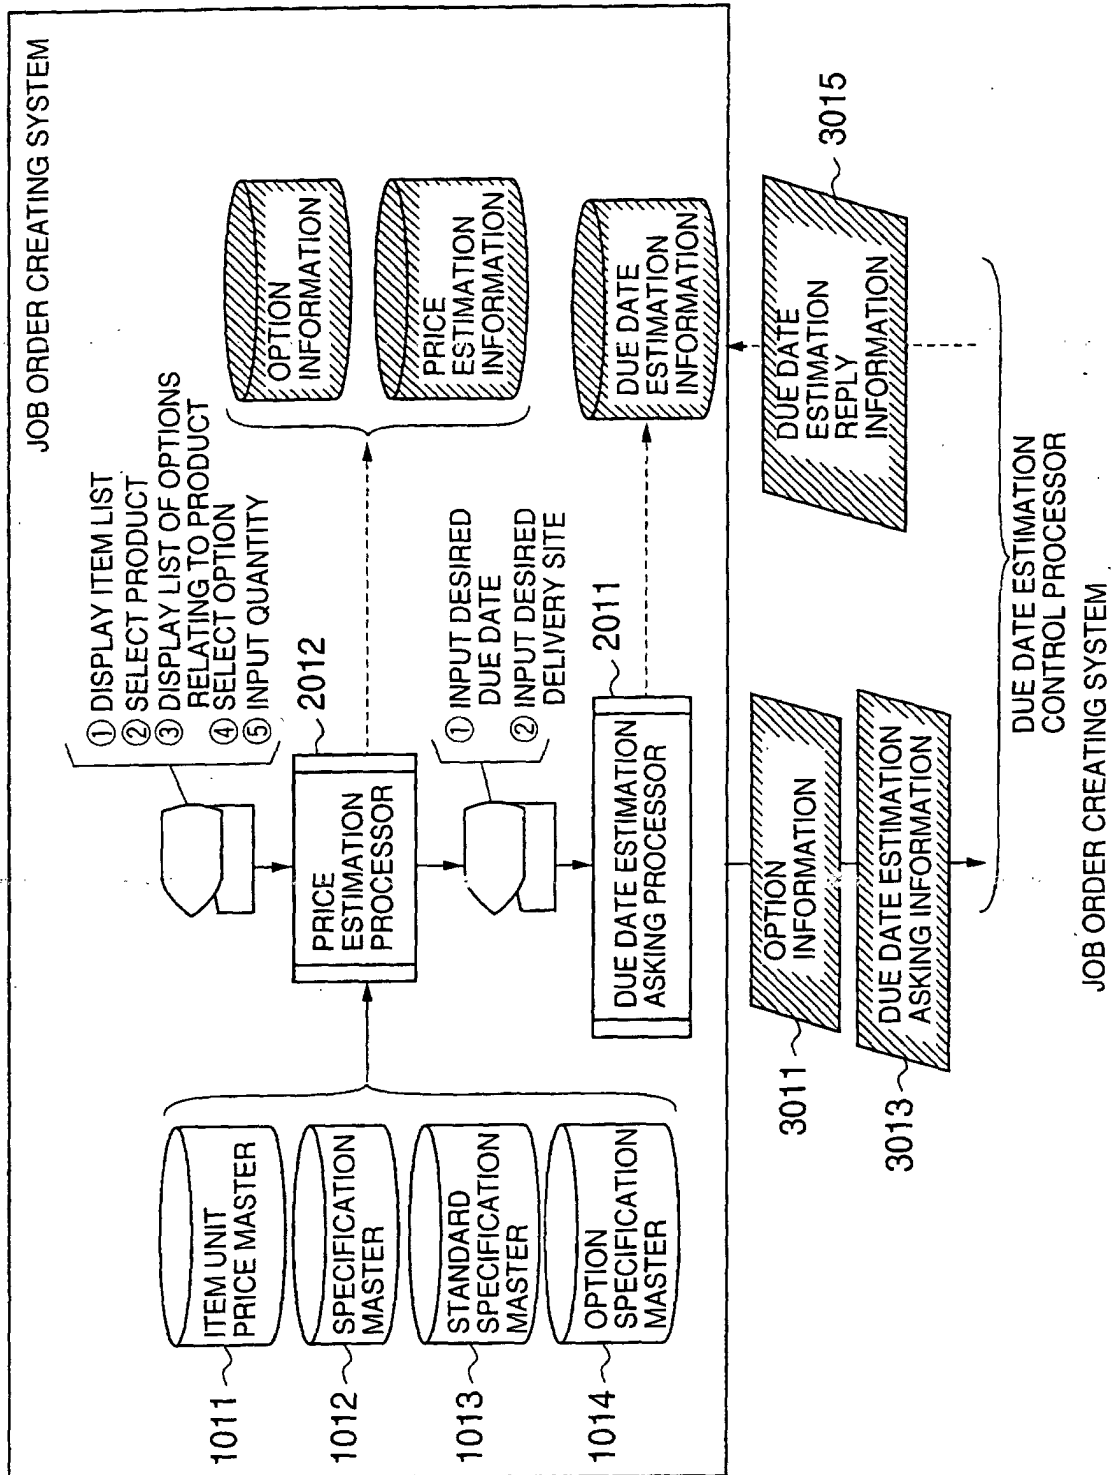 JOB ORDER CREATING SYSTEM
① DISPLAY ITEM LIST
② SELECT PRODUCT
③ DISPLAY LIST OF OPTIONS
RELATING TO PRODUCT
④ SELECT OPTION
⑤ INPUT QUANTITY
1011
ITEM UNIT
PRICE MASTER
1012
SPECIFICATION
MASTER
1013
STANDARD
SPECIFICATION
MASTER
1014
OPTION
SPECIFICATION
MASTER
2012
PRICE
ESTIMATION
PROCESSOR
OPTION
INFORMATION
PRICE
ESTIMATION
INFORMATION
① INPUT DESIRED
DUE DATE
② INPUT DESIRED
DELIVERY SITE
2011
DUE DATE ESTIMATION
ASKING PROCESSOR
DUE DATE
ESTIMATION
INFORMATION
3011
OPTION
INFORMATION
3013
DUE DATE ESTIMATION
ASKING INFORMATION
3015
DUE DATE
ESTIMATION
REPLY
INFORMATION
DUE DATE ESTIMATION
CONTROL PROCESSOR
JOB ORDER CREATING SYSTEM